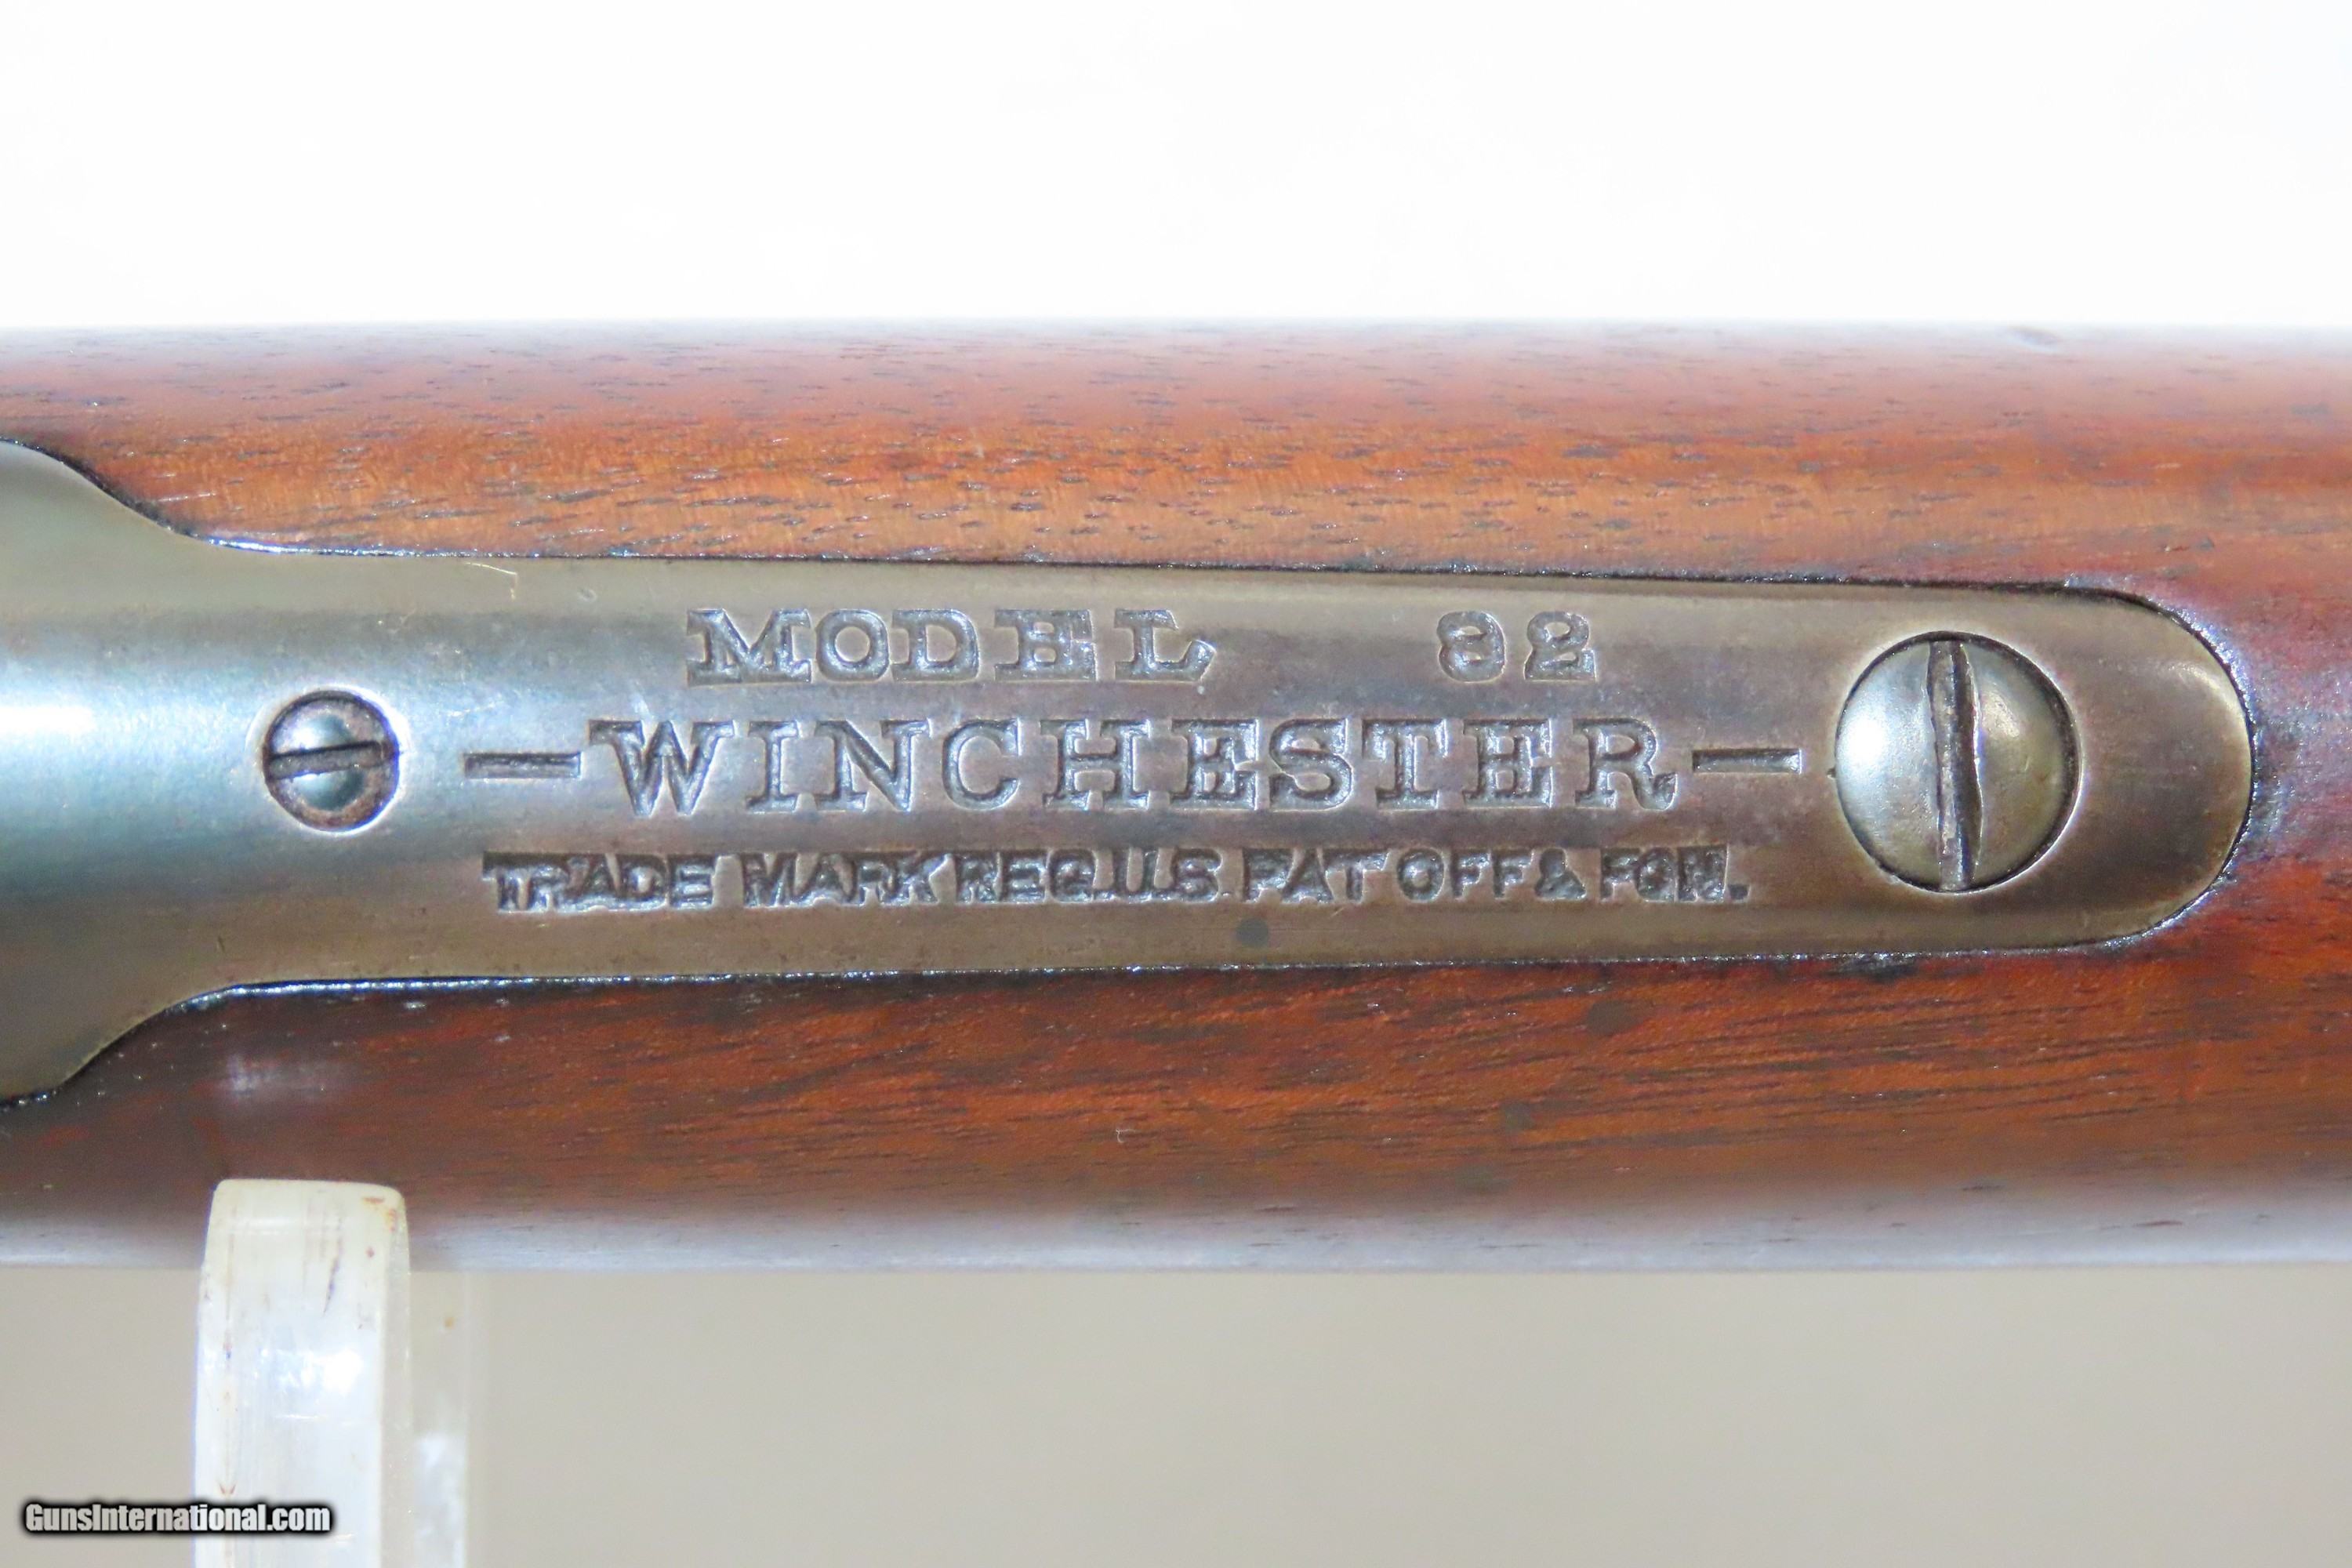 MODEL 92
—WINCHESTER—
TRADE MARK REG.U.S. PAT OFF & FGN.
GunsInternational.com